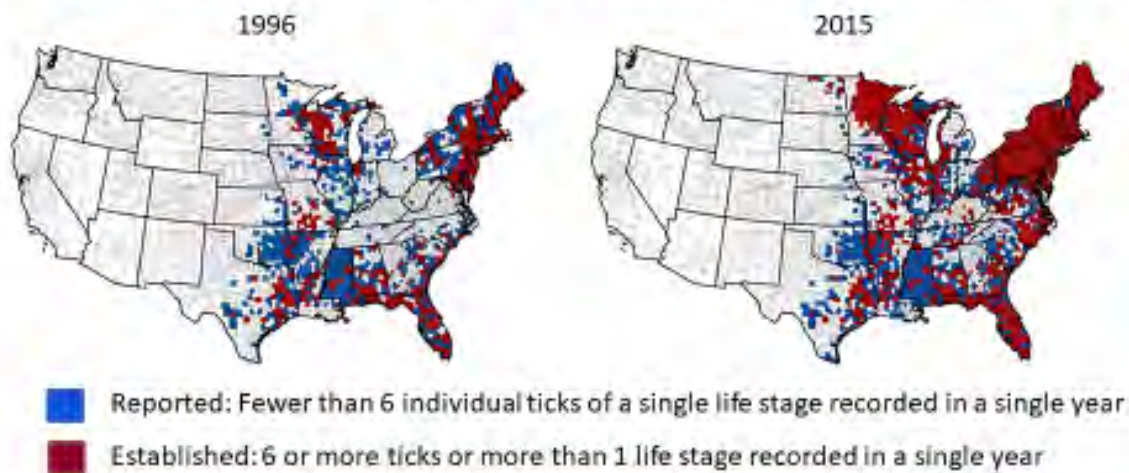 1996
2015
Reported: Fewer than 6 individual ticks of a single life stage recorded in a single year
Established: 6 or more ticks or more than 1 life stage recorded in a single year